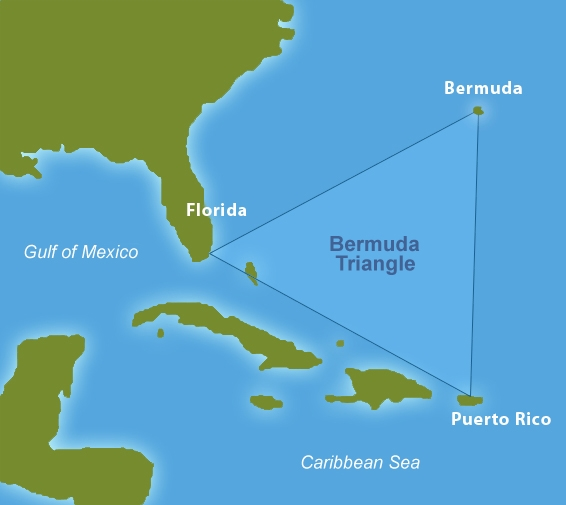 Bermuda
Florida
Bermuda
Triangle
Gulf of Mexico
Puerto Rico
Caribbean Sea